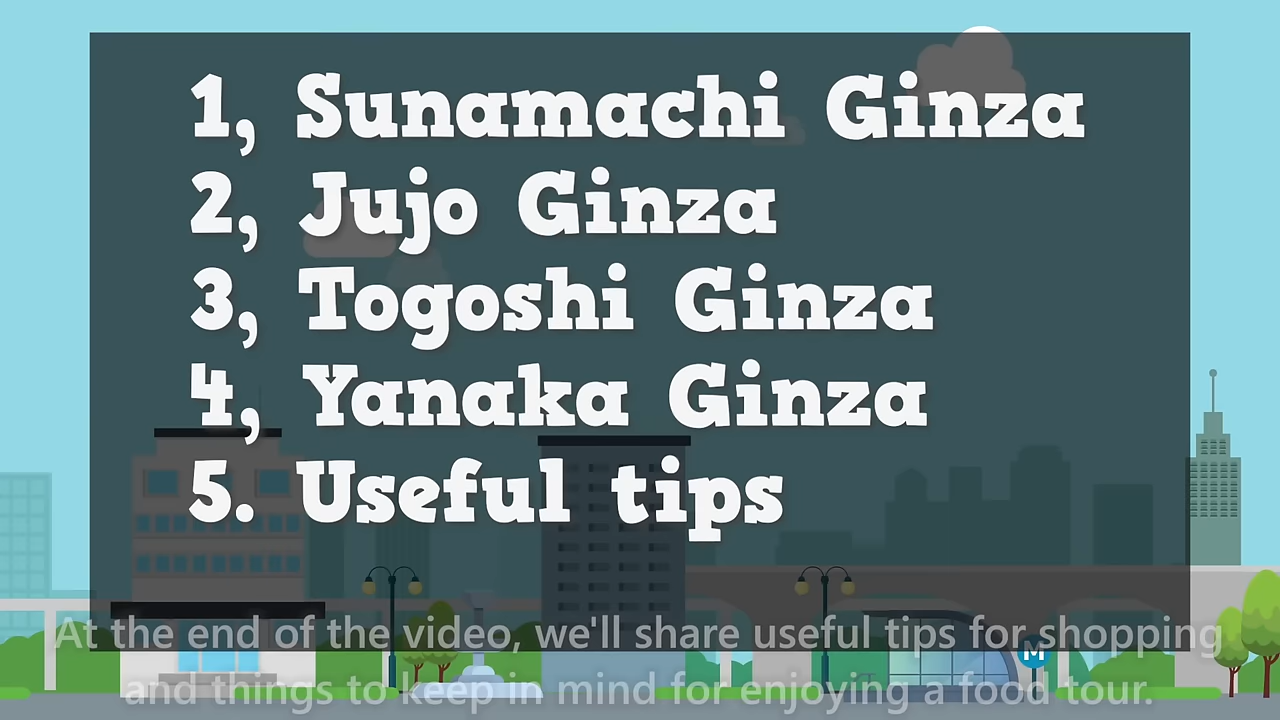 1, Sunamachi Ginza
2, Jujo Ginza
3, Togoshi Ginza
4, Yanaka Ginza
5. Useful tips
At the end of the video, we'll share useful tips for shopping
M
and things to keep in mind for enjoying a food tour.